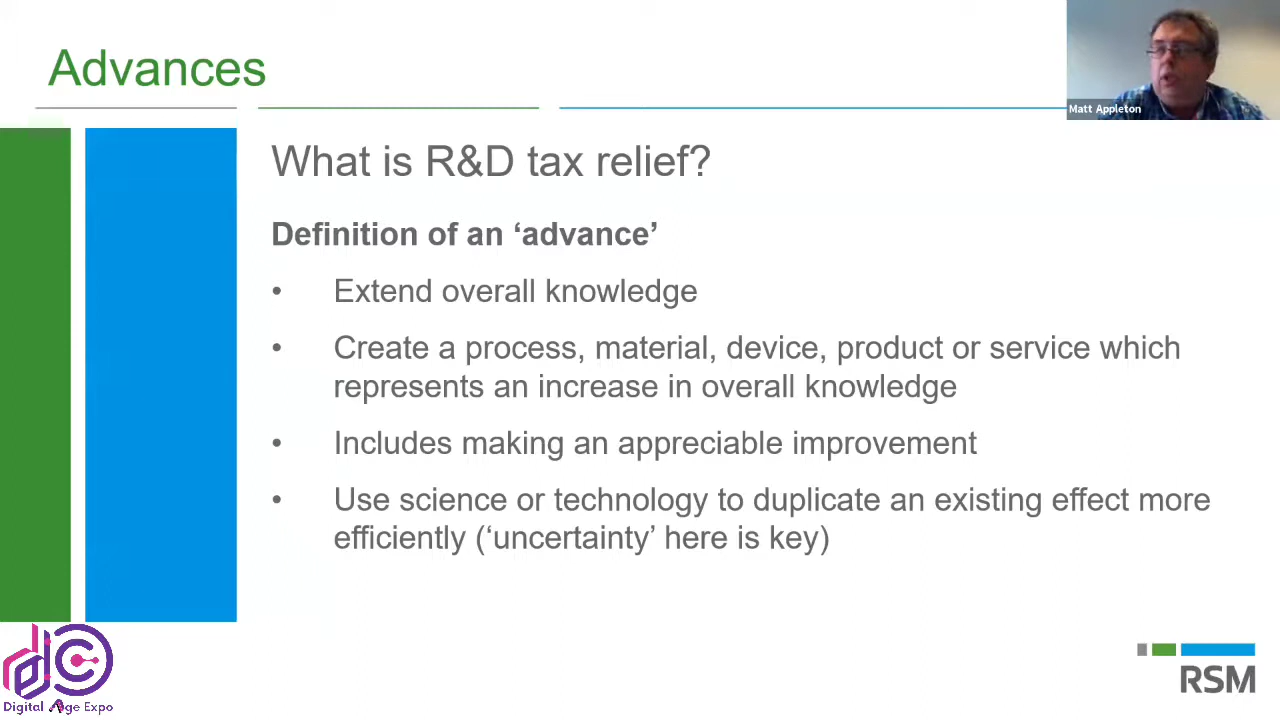 Advances
Matt Appleton
What is R&D tax relief?
Definition of an ‘advance’
• Extend overall knowledge
• Create a process, material, device, product or service which
represents an increase in overall knowledge
• Includes making an appreciable improvement
• Use science or technology to duplicate an existing effect more
efficiently (‘uncertainty’ here is key)
Digital Age Expo
RSM